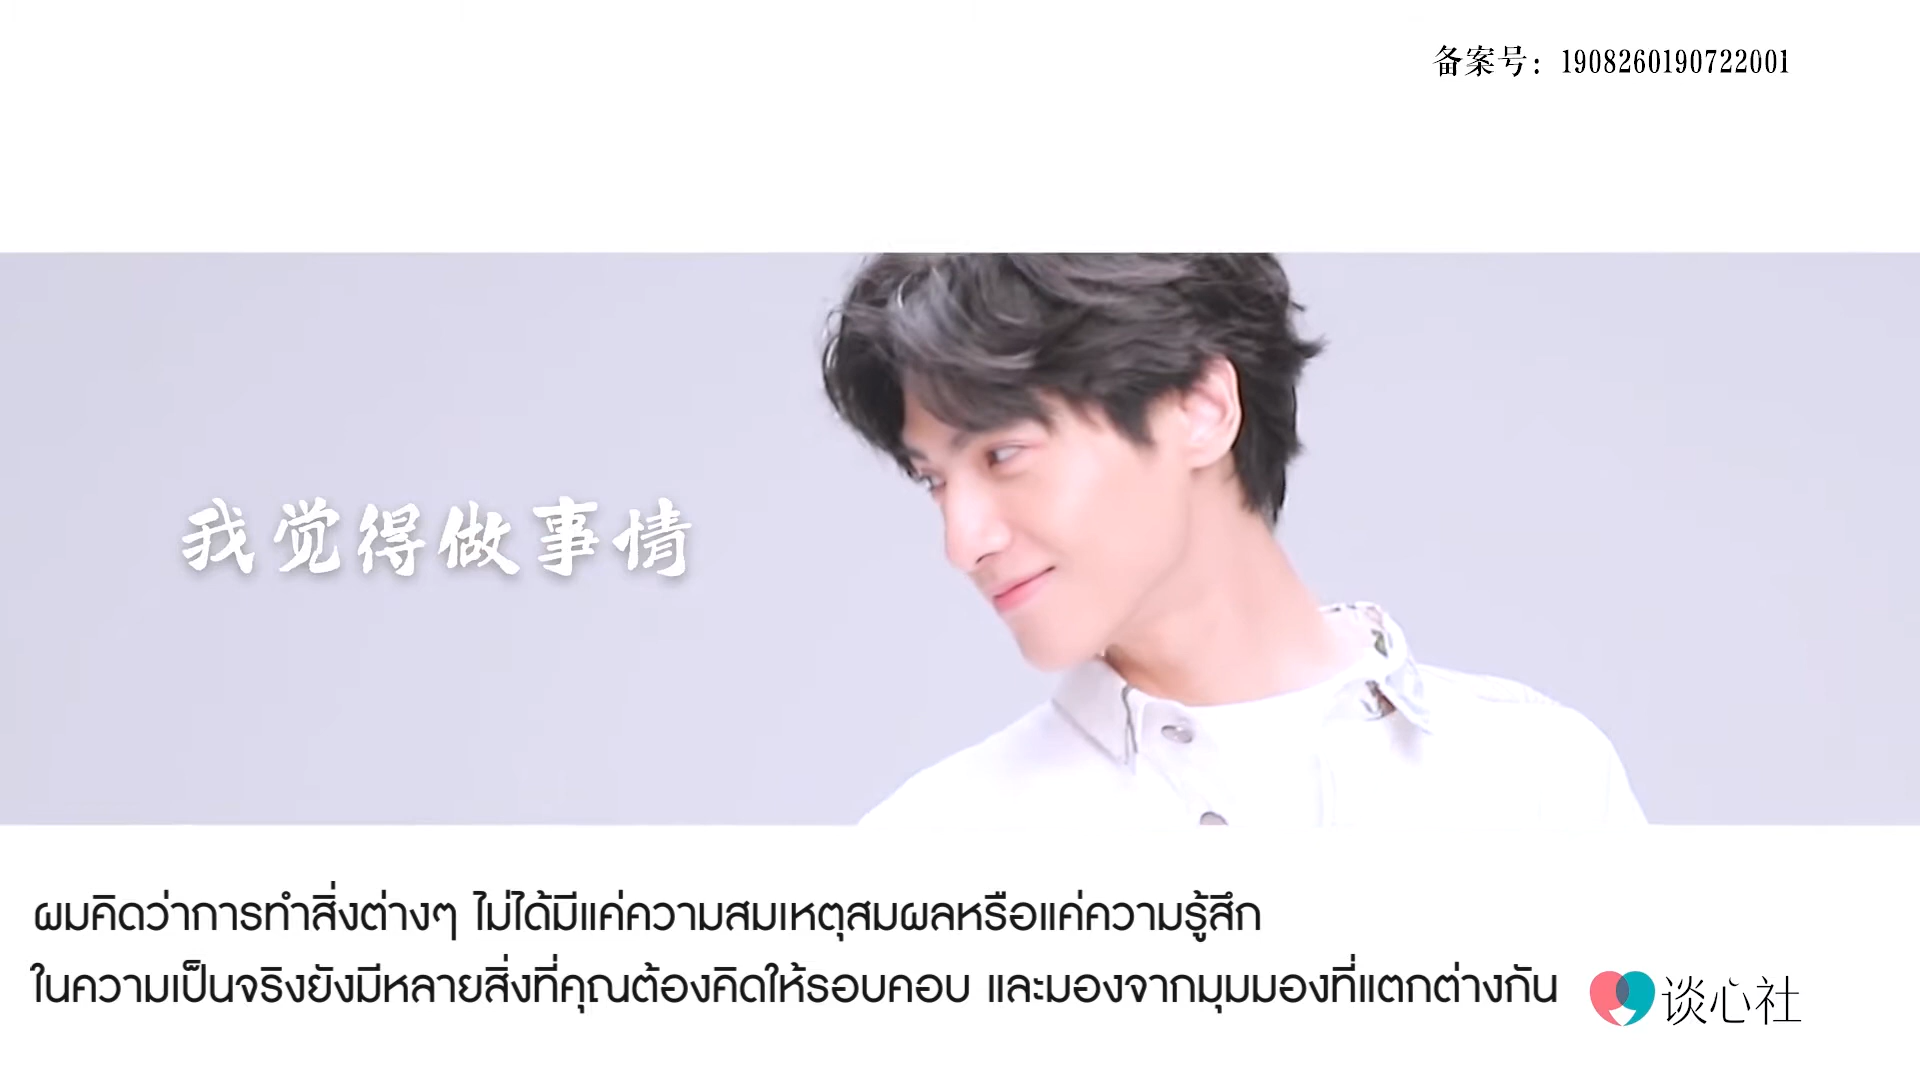 备案号：1908260190722001
我觉得做事情
ผมคิดว่าการทำสิ่งต่างๆ ไม่ได้มีแค่ความสมเหตุสมผลหรือแค่ความรู้สึก
ในความเป็นจริงยังมีหลายสิ่งที่คุณต้องคิดให้รอบคอบ และมองจากมุมมองที่แตกต่างกัน
谈心社